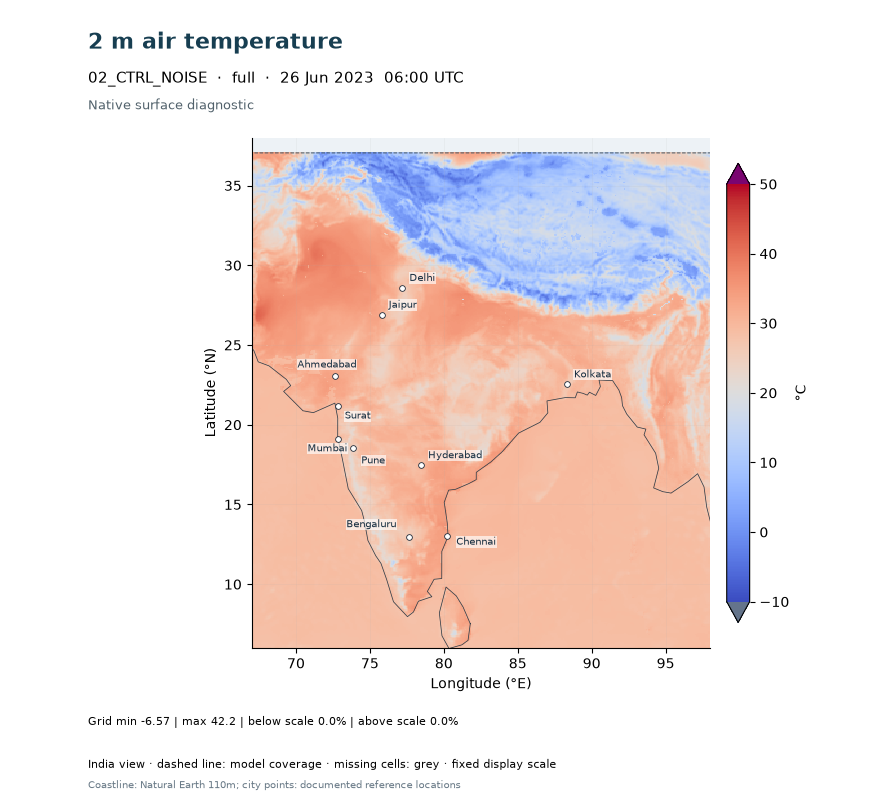 2 m air temperature
02_CTRL_NOISE · full · 26 Jun 2023 06:00 UTC
Native surface diagnostic
35
30
25
20
15
10
Latitude (°N)
70
75
80
85
90
95
Longitude (°E)
Delhi
Jaipur
Ahmedabad
Kolkata
Surat
Mumbai
Pune
Hyderabad
Bengaluru
Chennai
50
40
30
20
10
0
−10
°C
Grid min -6.57 | max 42.2 | below scale 0.0% | above scale 0.0%
India view · dashed line: model coverage · missing cells: grey · fixed display scale
Coastline: Natural Earth 110m; city points: documented reference locations